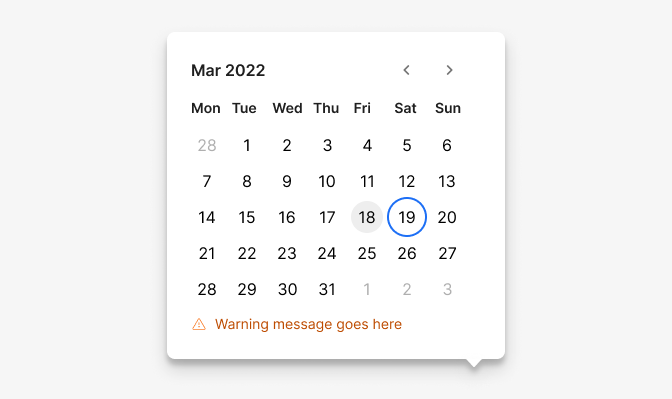 Mar 2022
Mon Tue Wed Thu Fri Sat Sun
28 1 2 3 4 5 6
7 8 9 10 11 12 13
14 15 16 17 18 19 20
21 22 23 24 25 26 27
28 29 30 31 1 2 3
Warning message goes here